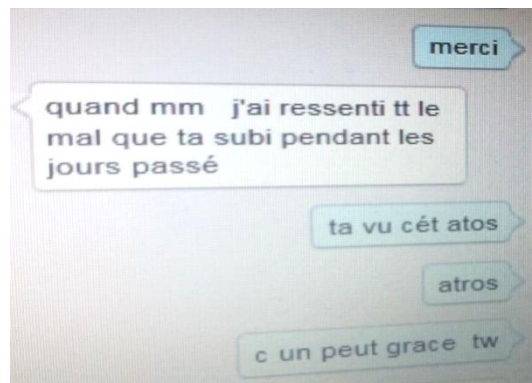 merci
quand mm j'ai ressenti tt le
mal que ta subi pendant les
jours passé
ta vu cét atos
atros
c un peut grace tw